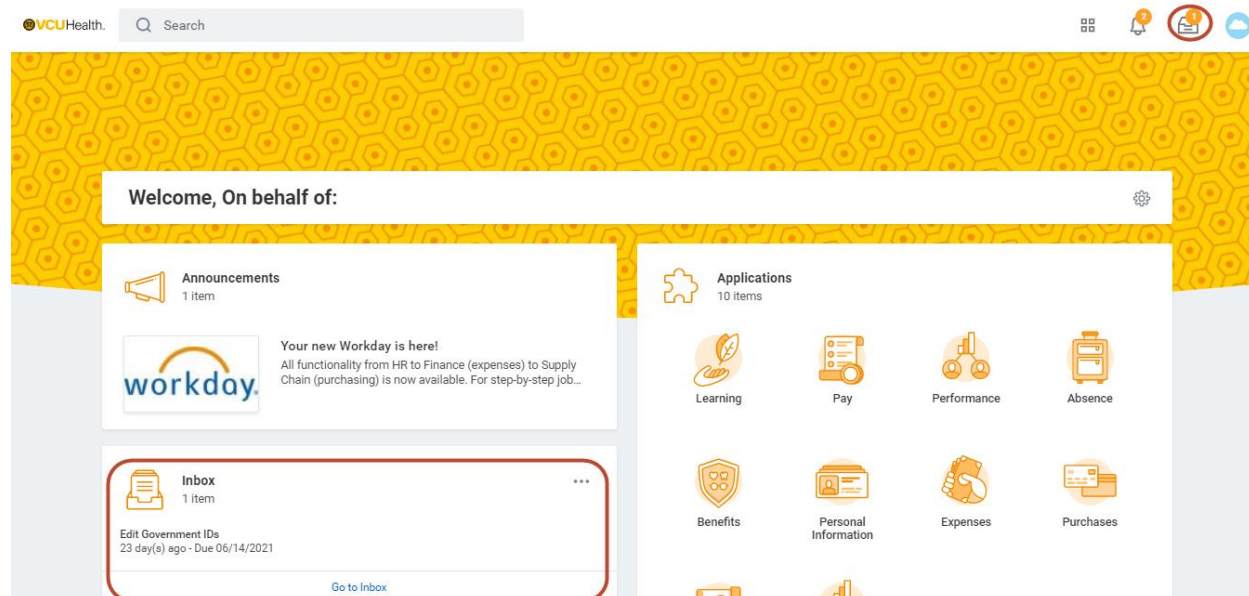 VCUHealth.
Search
2
1
Welcome, On behalf of:
Announcements
1 item
Your new Workday is here!
All functionality from HR to Finance (expenses) to Supply
Chain (purchasing) is now available. For step-by-step job...
workday.
Inbox
1 item
Edit Government IDs
23 day(s) ago - Due 06/14/2021
Go to Inbox
Applications
10 items
Learning
Pay
Performance
Absence
Benefits
Personal
Information
Expenses
Purchases